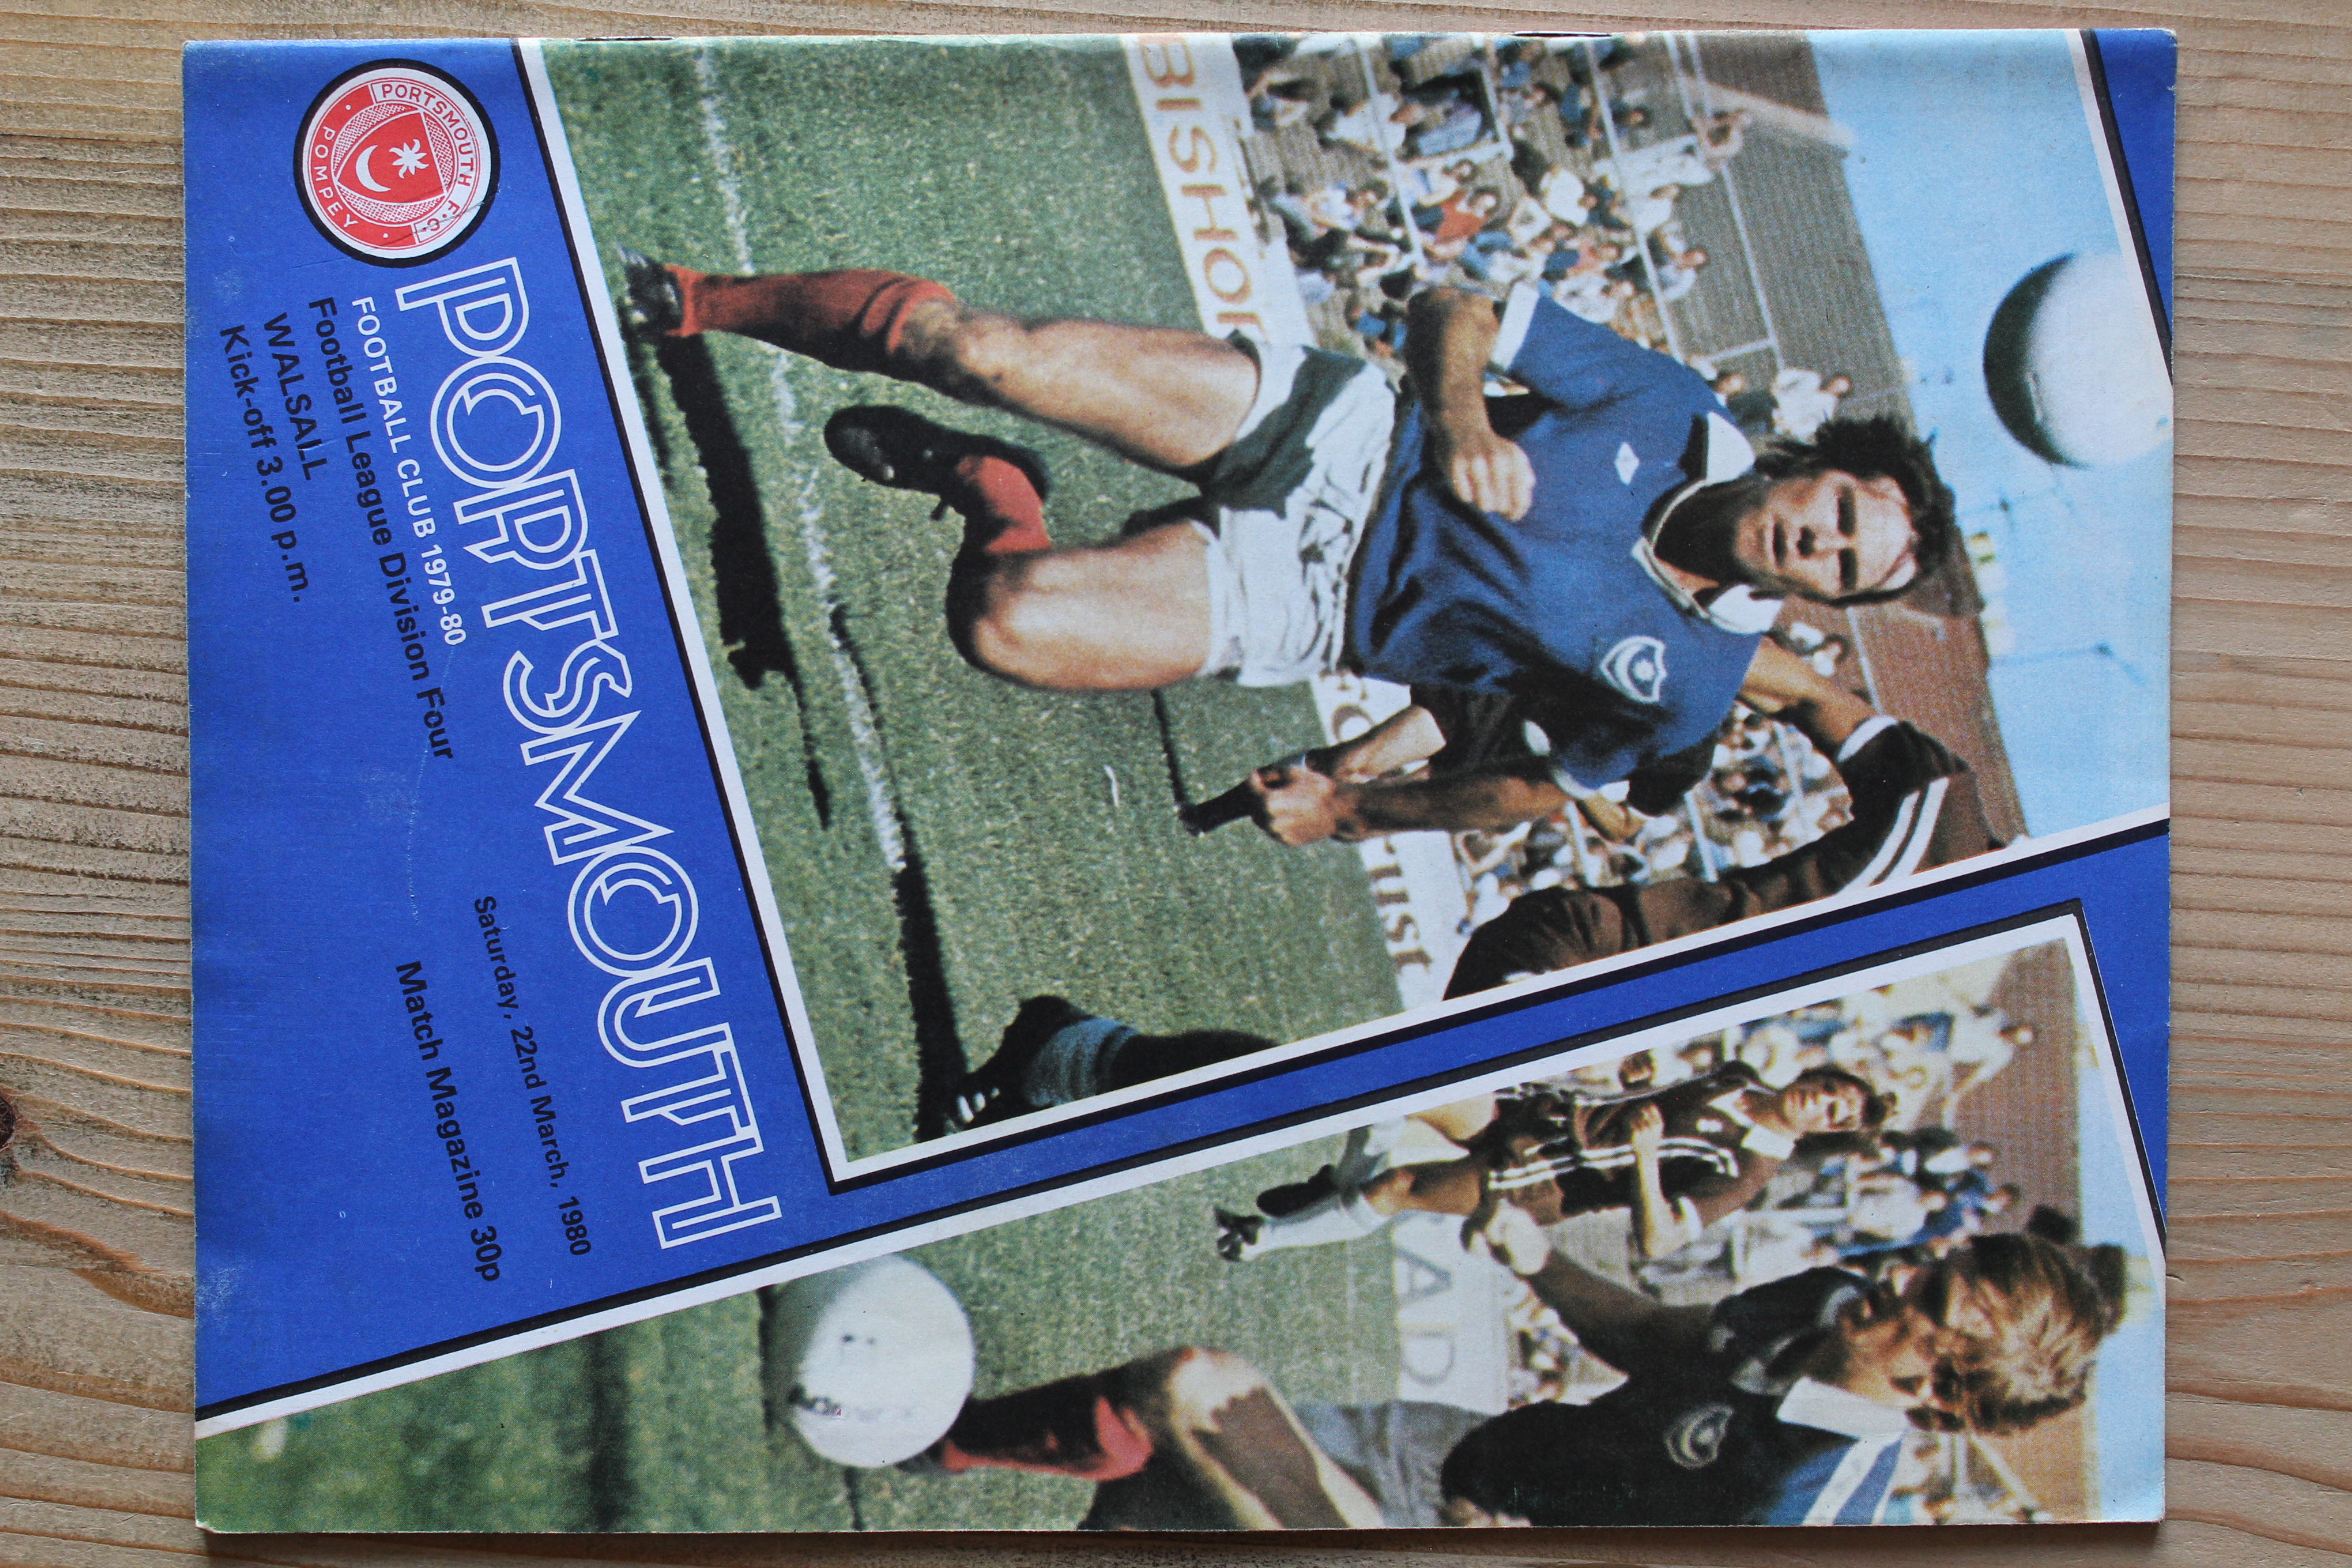 PORTSMOUTH F.C.
POMPEY
PORTSMOUTH
FOOTBALL CLUB 1979-80
Football League Division Four
WALSALL
Kick-off 3.00 p.m.
Saturday, 22nd March, 1980
Match Magazine 30p
BISHOP